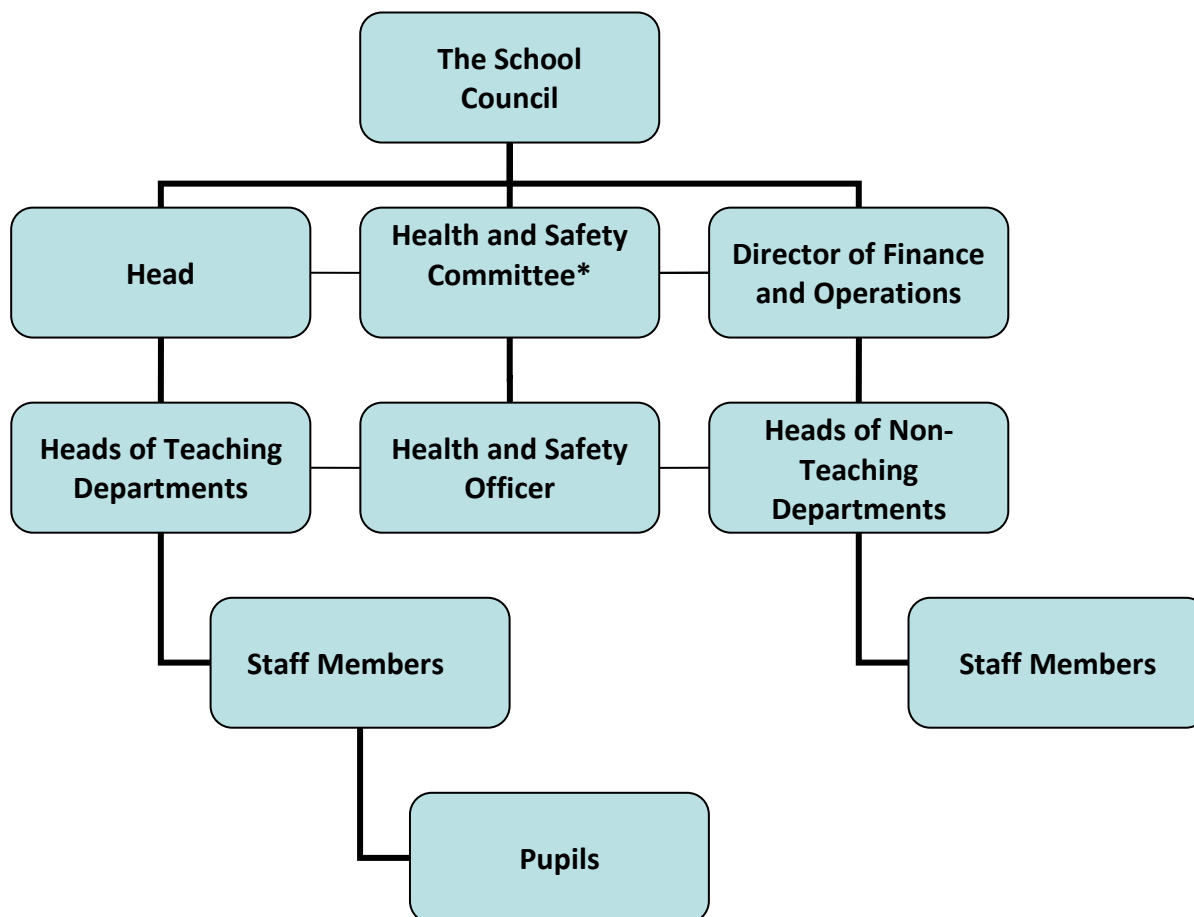 The School
Council
Head
Health and Safety
Committee*
Director of Finance
and Operations
Heads of Teaching
Departments
Health and Safety
Officer
Heads of Non-
Teaching
Departments
Staff Members
Staff Members
Pupils